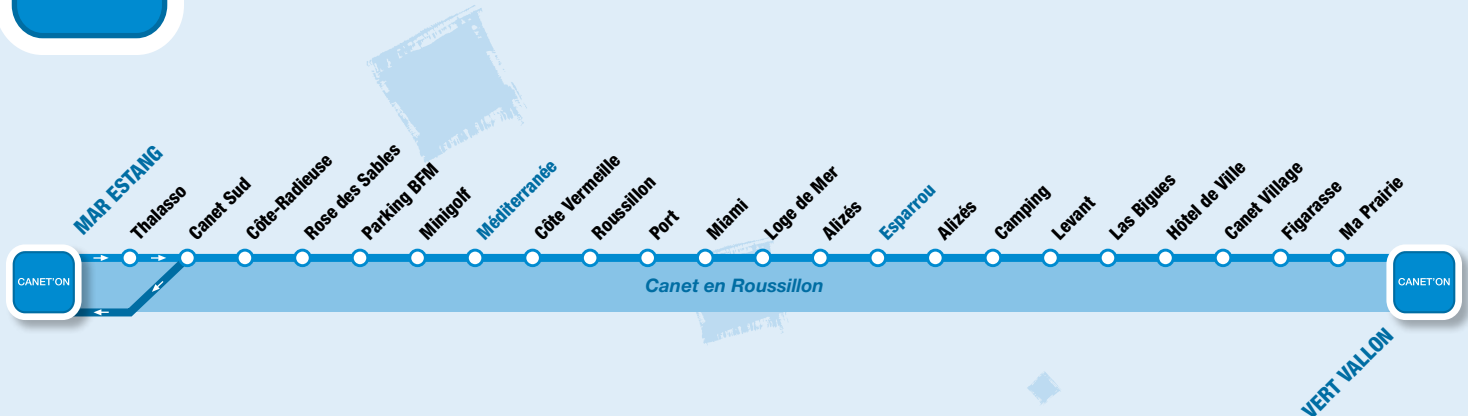 MAR ESTANG
Thalasso
Canet Sud
Côte-Radieuse
Rose des Sables
Parking BFM
Minigolf
Méditerranée
Côte Vermeille
Roussillon
Port
Miami
Loge de Mer
Alizés
Esparrou
Alizés
Camping
Levant
Las Bigues
Hôtel de Ville
Canet Village
Figarasse
Ma Prairie
CANET'ON
Canet en Roussillon
CANET'ON
VERT VALLON